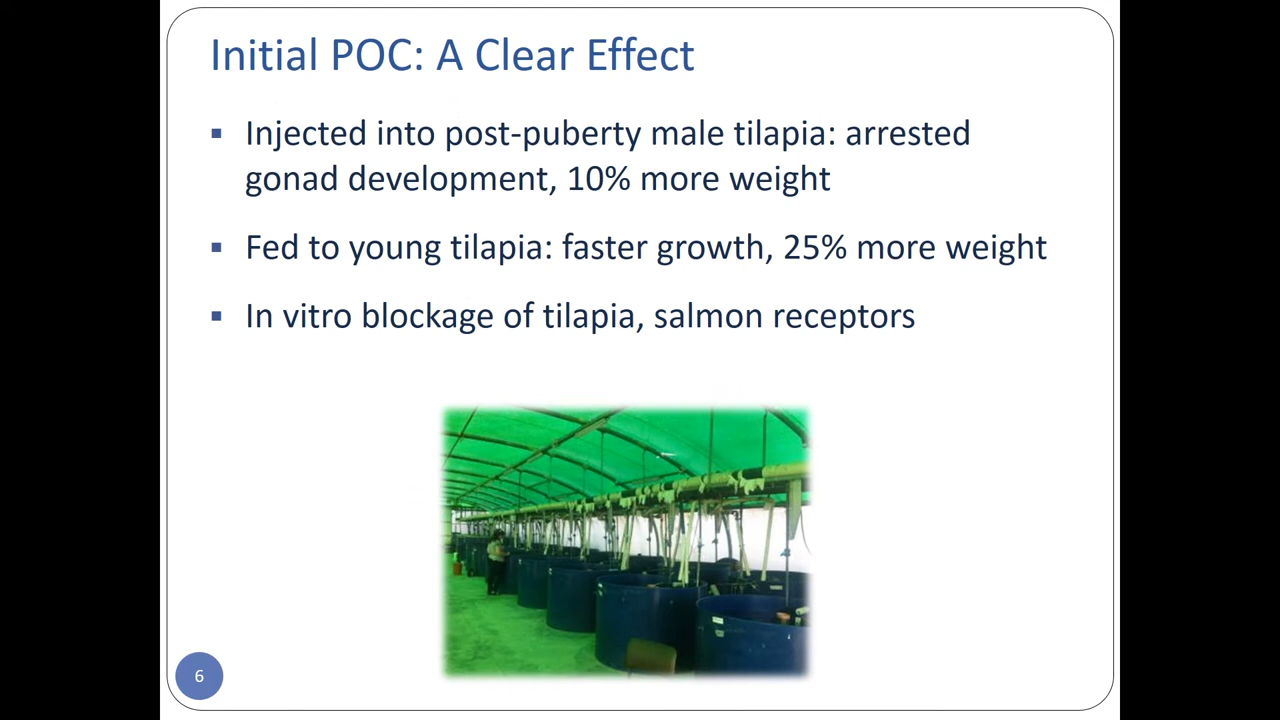 Initial POC: A Clear Effect
▪ Injected into post-puberty male tilapia: arrested
gonad development, 10% more weight
▪ Fed to young tilapia: faster growth, 25% more weight
▪ In vitro blockage of tilapia, salmon receptors
6